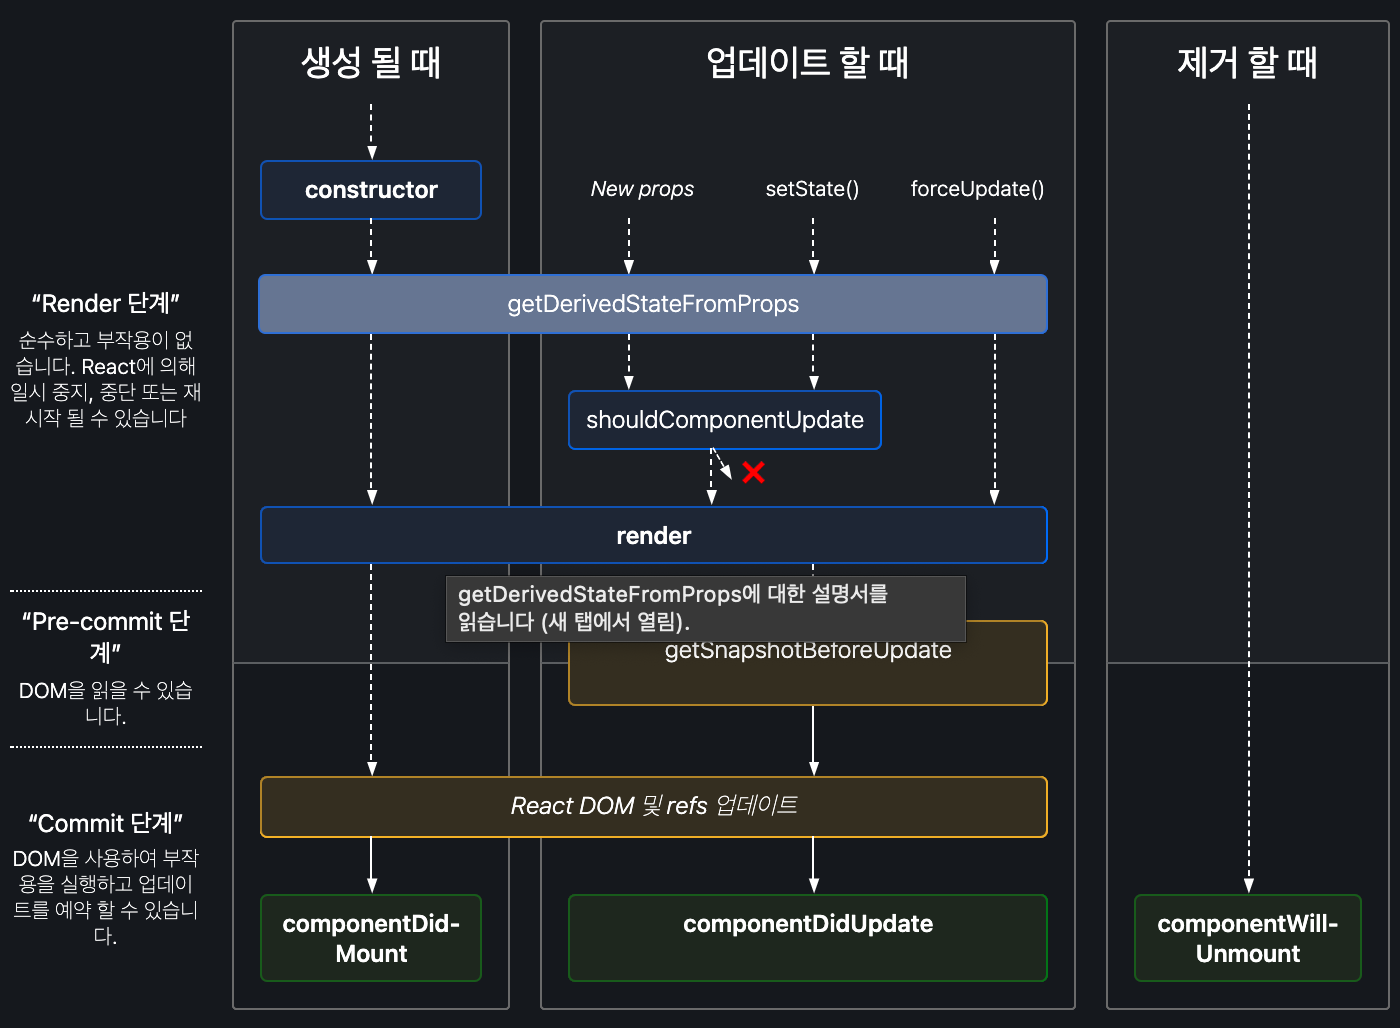 생성 될 때
업데이트 할 때
제거 할 때
constructor
New props
setState()
forceUpdate()
“Render 단계”
순수하고 부작용이 없
습니다. React에 의해
일시 중지, 중단 또는 재
시작 될 수 있습니다
getDerivedStateFromProps
shouldComponentUpdate
render
getDerivedStateFromProps에 대한 설명서를
읽습니다 (새 탭에서 열림).
“Pre-commit 단
계”
DOM을 읽을 수 있습
니다.
getSnapshotBeforeUpdate
React DOM 및 refs 업데이트
“Commit 단계”
DOM을 사용하여 부작
용을 실행하고 업데이
트를 예약 할 수 있습니
다.
componentDid-
Mount
componentDidUpdate
componentWill-
Unmount